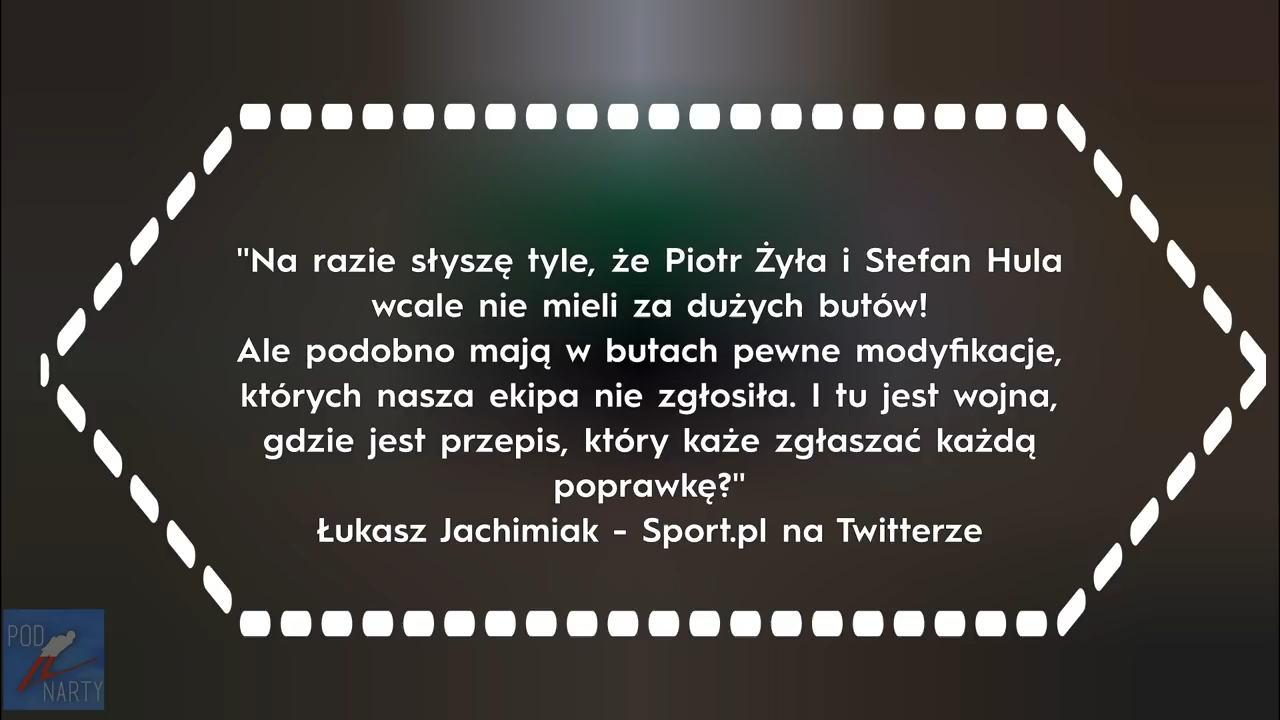 "Na razie słyszę tyle, że Piotr Żyła i Stefan Hula
wcale nie mieli za dużych butów!
Ale podobno mają w butach pewne modyfikacje,
których nasza ekipa nie zgłosiła. I tu jest wojna,
gdzie jest przepis, który każe zgłaszać każdą
poprawkę?"
Łukasz Jachimiak - Sport.pl na Twitterze
POD
NARTY